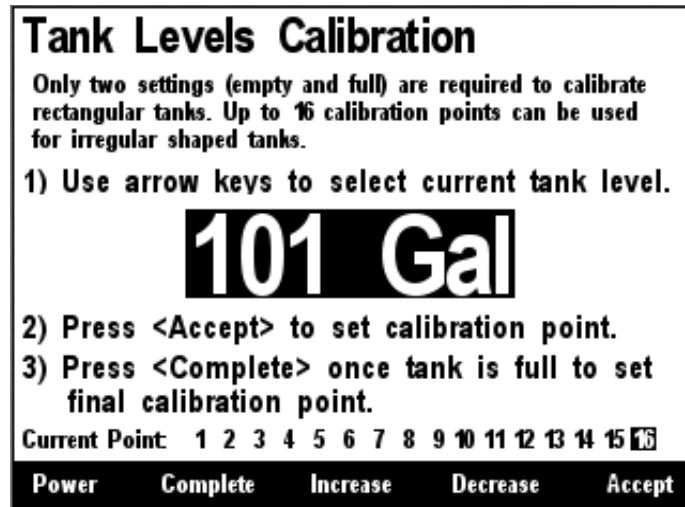 Tank Levels Calibration
Only two settings (empty and full) are required to calibrate
rectangular tanks. Up to 16 calibration points can be used
for irregular shaped tanks.
1) Use arrow keys to select current tank level.
101 Gal
2) Press <Accept> to set calibration point.
3) Press <Complete> once tank is full to set
final calibration point.
Current Point: 1 2 3 4 5 6 7 8 9 10 11 12 13 14 15 16
Power Complete Increase Decrease Accept